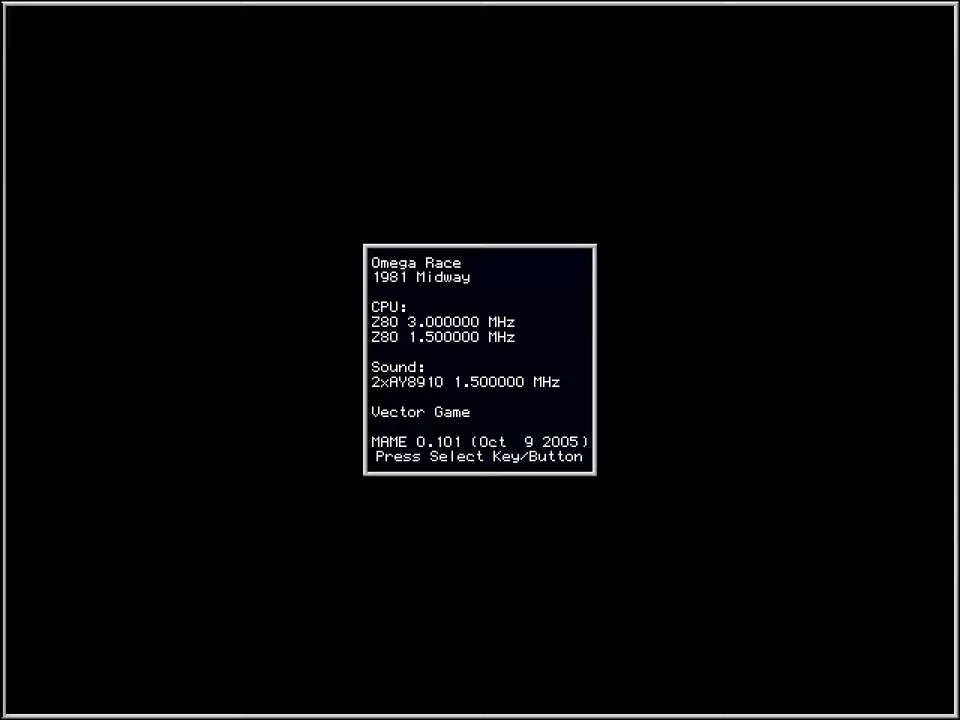 Omega Race
1981 Midway
CPU:
Z80 3.000000 MHz
Z80 1.500000 MHz
Sound:
2xAY8910 1.500000 MHz
Vector Game
MAME 0.101 (Oct  9 2005)
Press Select Key/Button